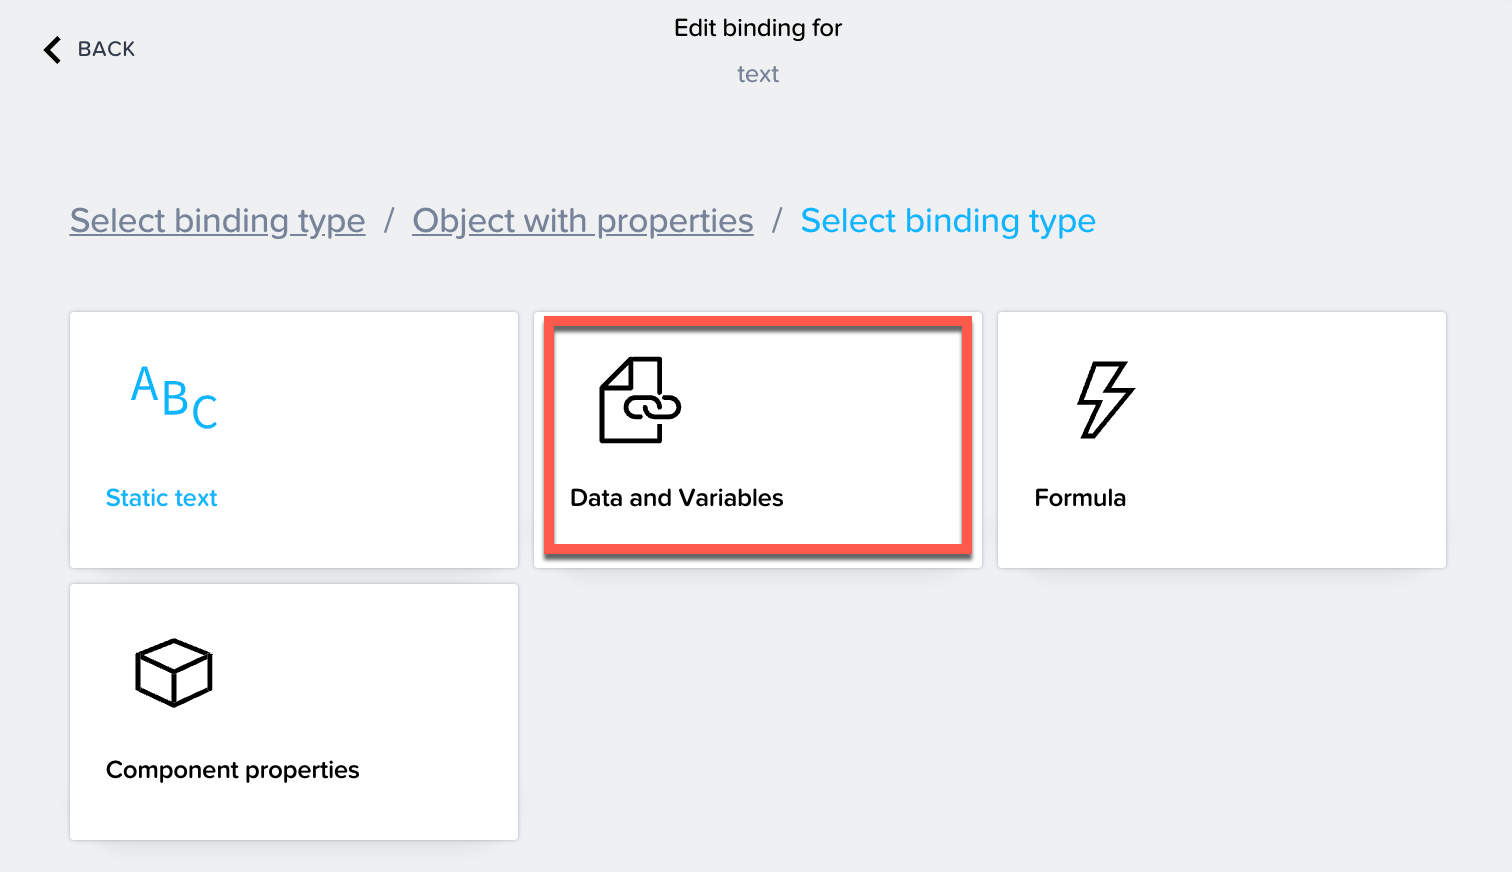 Edit binding for
BACK
text
Select binding type / Object with properties / Select binding type
ABC
Static text
Data and Variables
Formula
Component properties